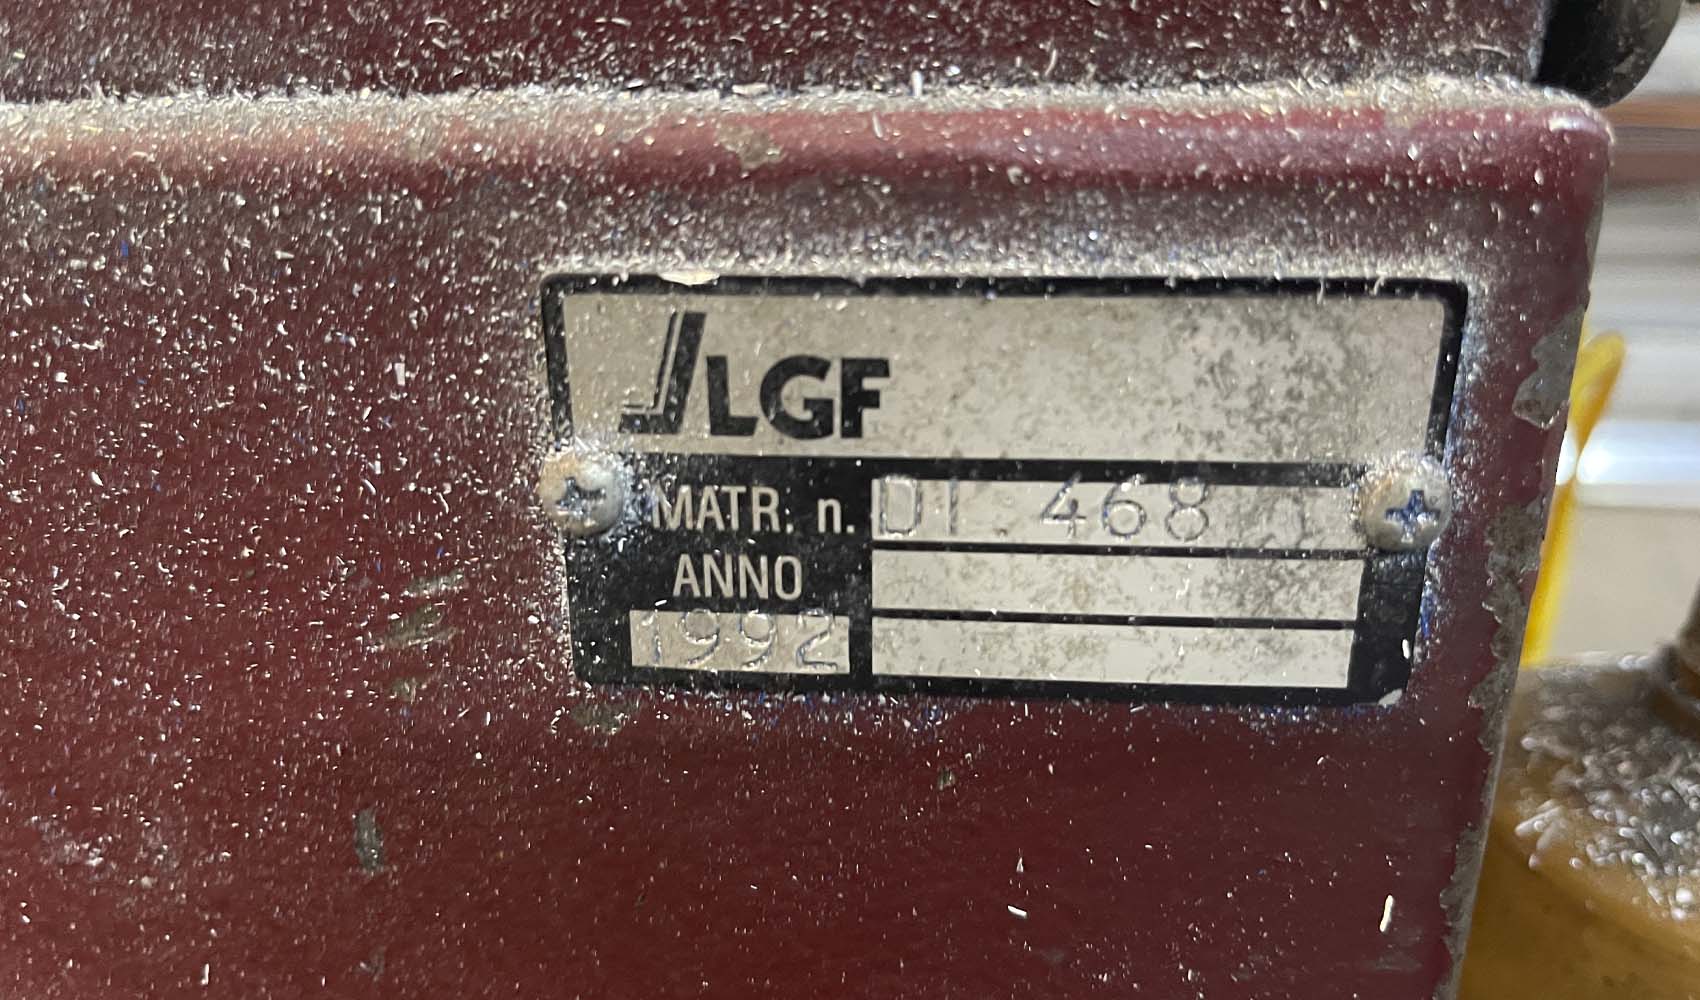 LGF
MATR. n. DI. 468
ANNO
1992